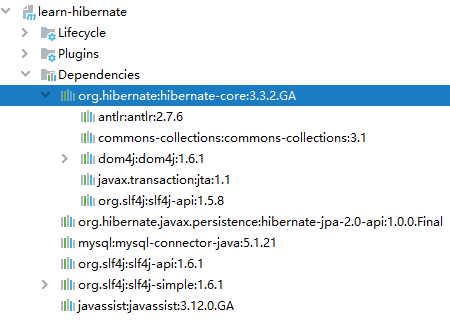 learn-hibernate
Lifecycle
Plugins
Dependencies
org.hibernate:hibernate-core:3.3.2.GA
antlr:antlr:2.7.6
commons-collections:commons-collections:3.1
dom4j:dom4j:1.6.1
javax.transaction:jta:1.1
org.slf4j:slf4j-api:1.5.8
org.hibernate.javax.persistence:hibernate-jpa-2.0-api:1.0.0.Final
mysql:mysql-connector-java:5.1.21
org.slf4j:slf4j-api:1.6.1
org.slf4j:slf4j-simple:1.6.1
javassist:javassist:3.12.0.GA